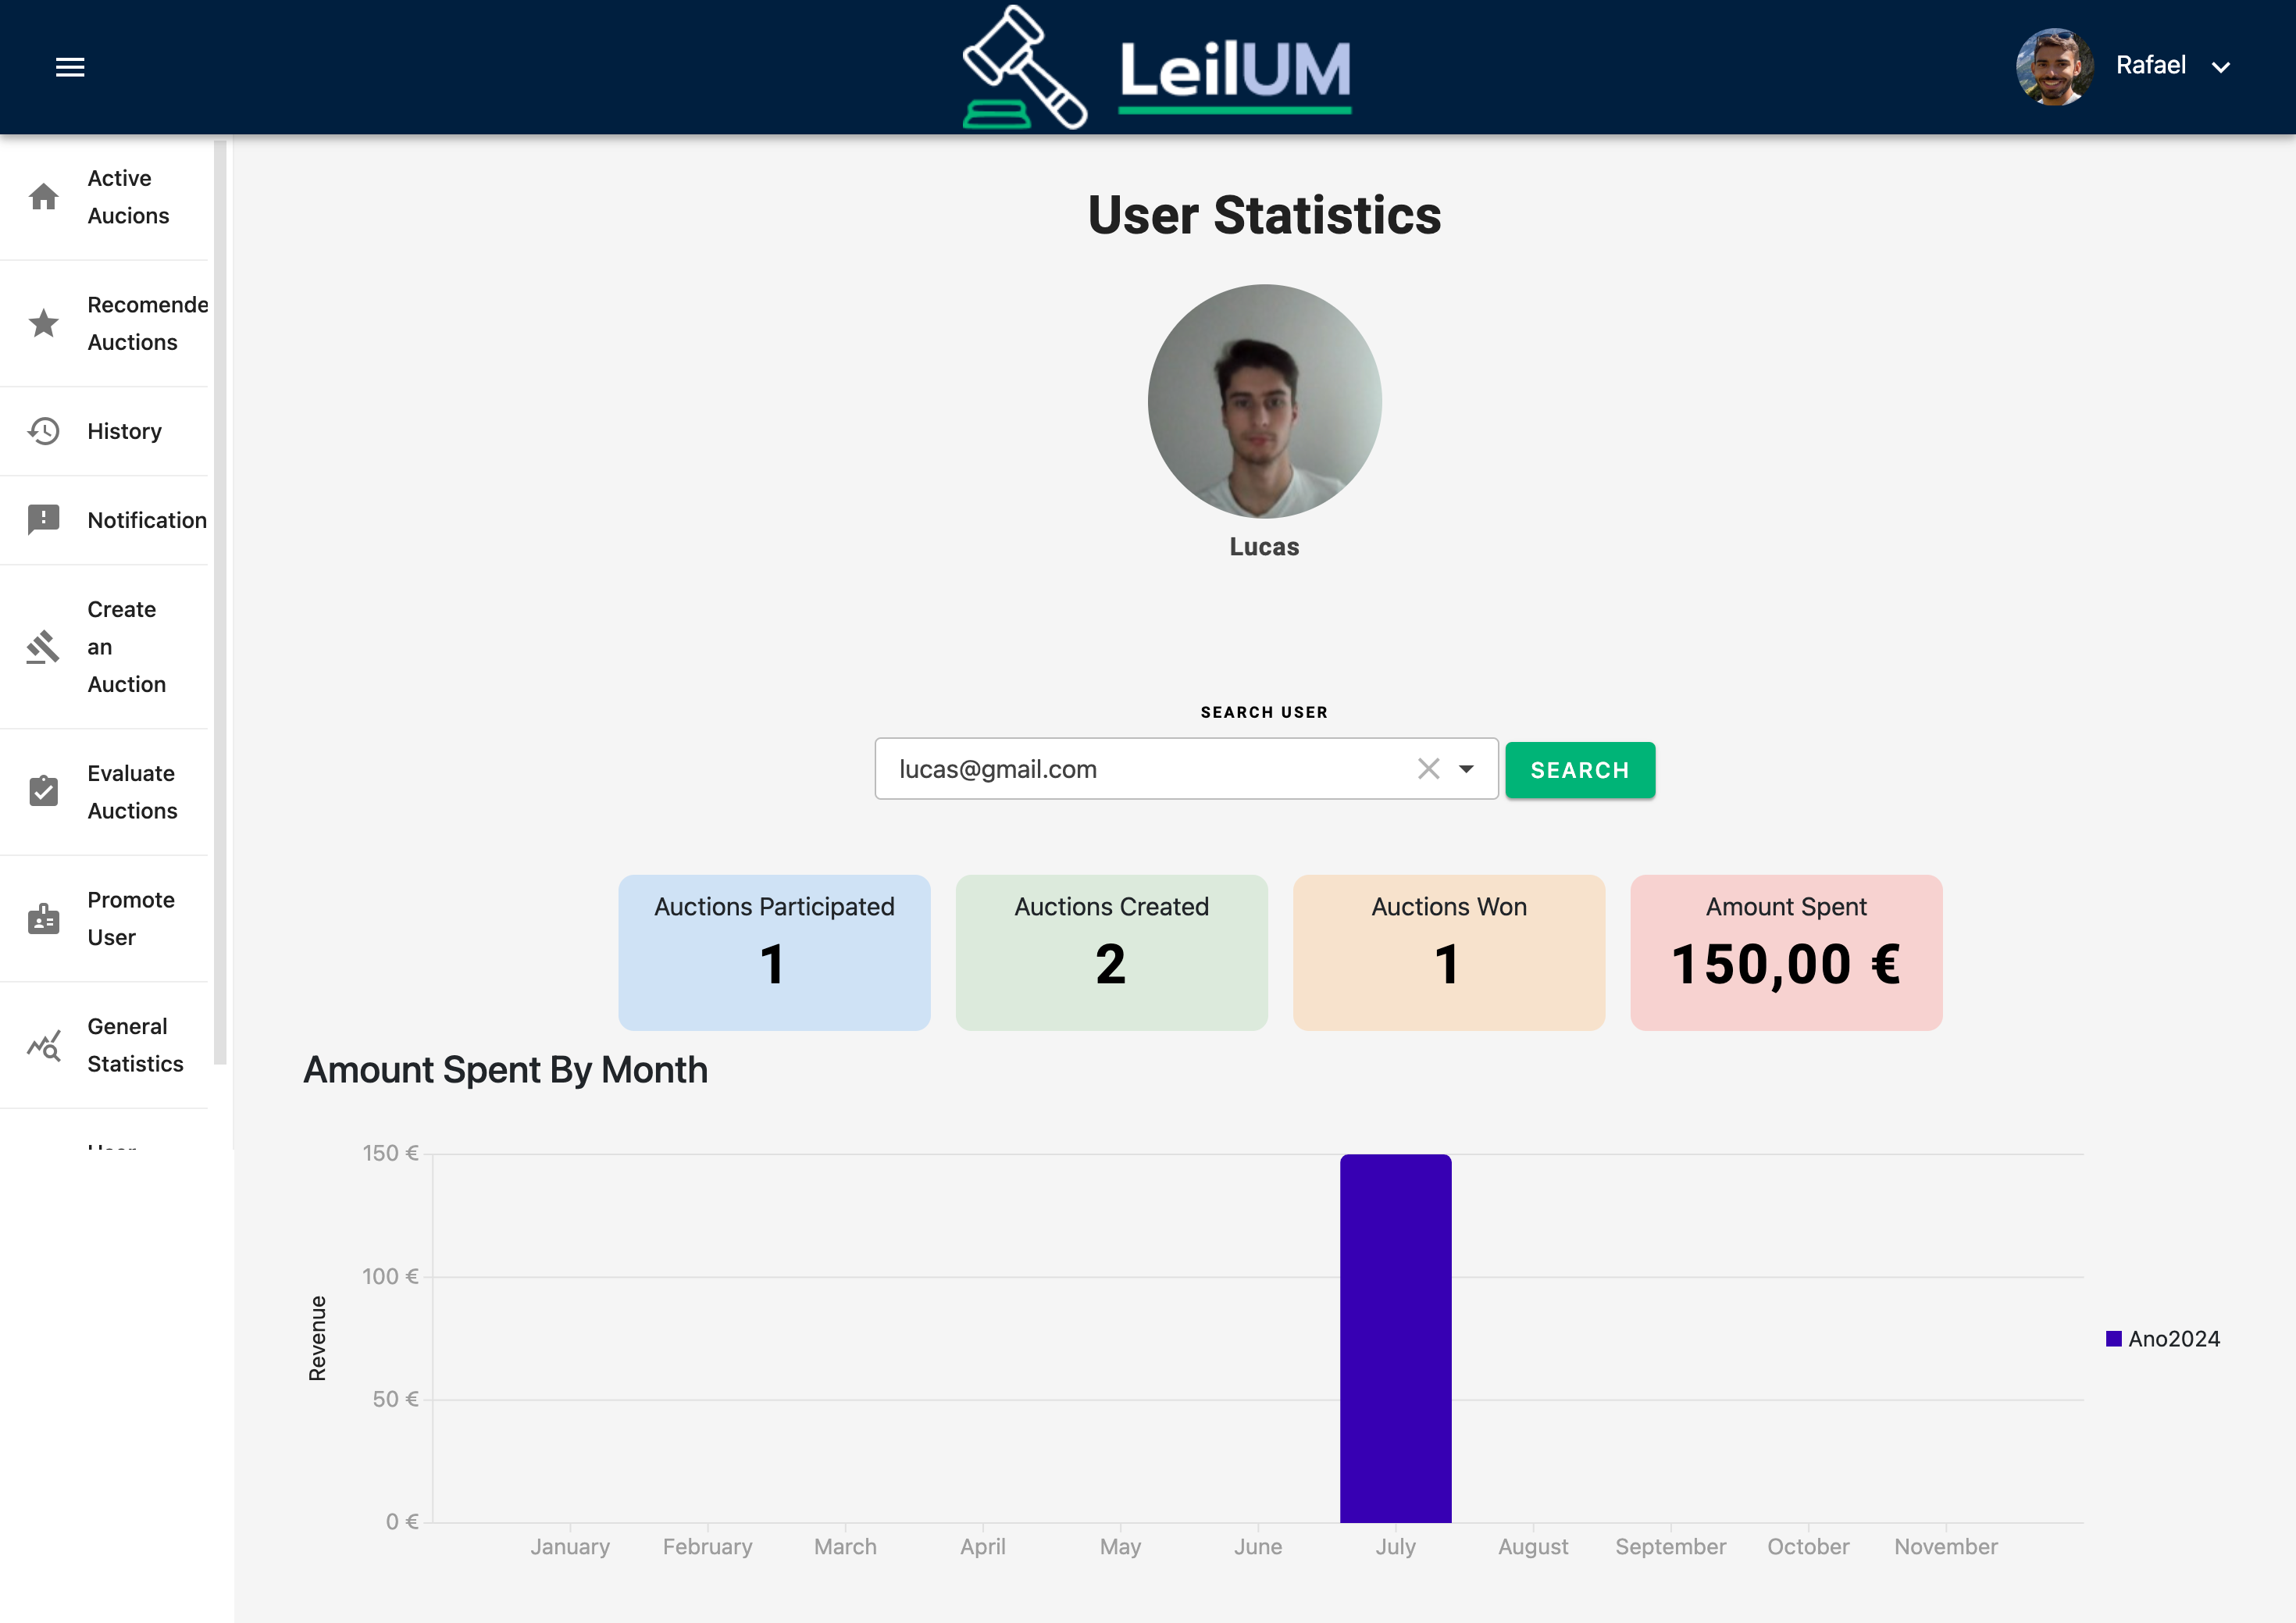 LeilUM
Rafael
Active
Aucions
Recomende
Auctions
History
Notification
Create
an
Auction
Evaluate
Auctions
Promote
User
General
Statistics
User Statistics
Lucas
SEARCH USER
lucas@gmail.com
SEARCH
Auctions Participated
1
Auctions Created
2
Auctions Won
1
Amount Spent
150,00 €
Amount Spent By Month
150 €
100 €
50 €
0 €
Revenue
January February March April May June July August September October November
Ano2024